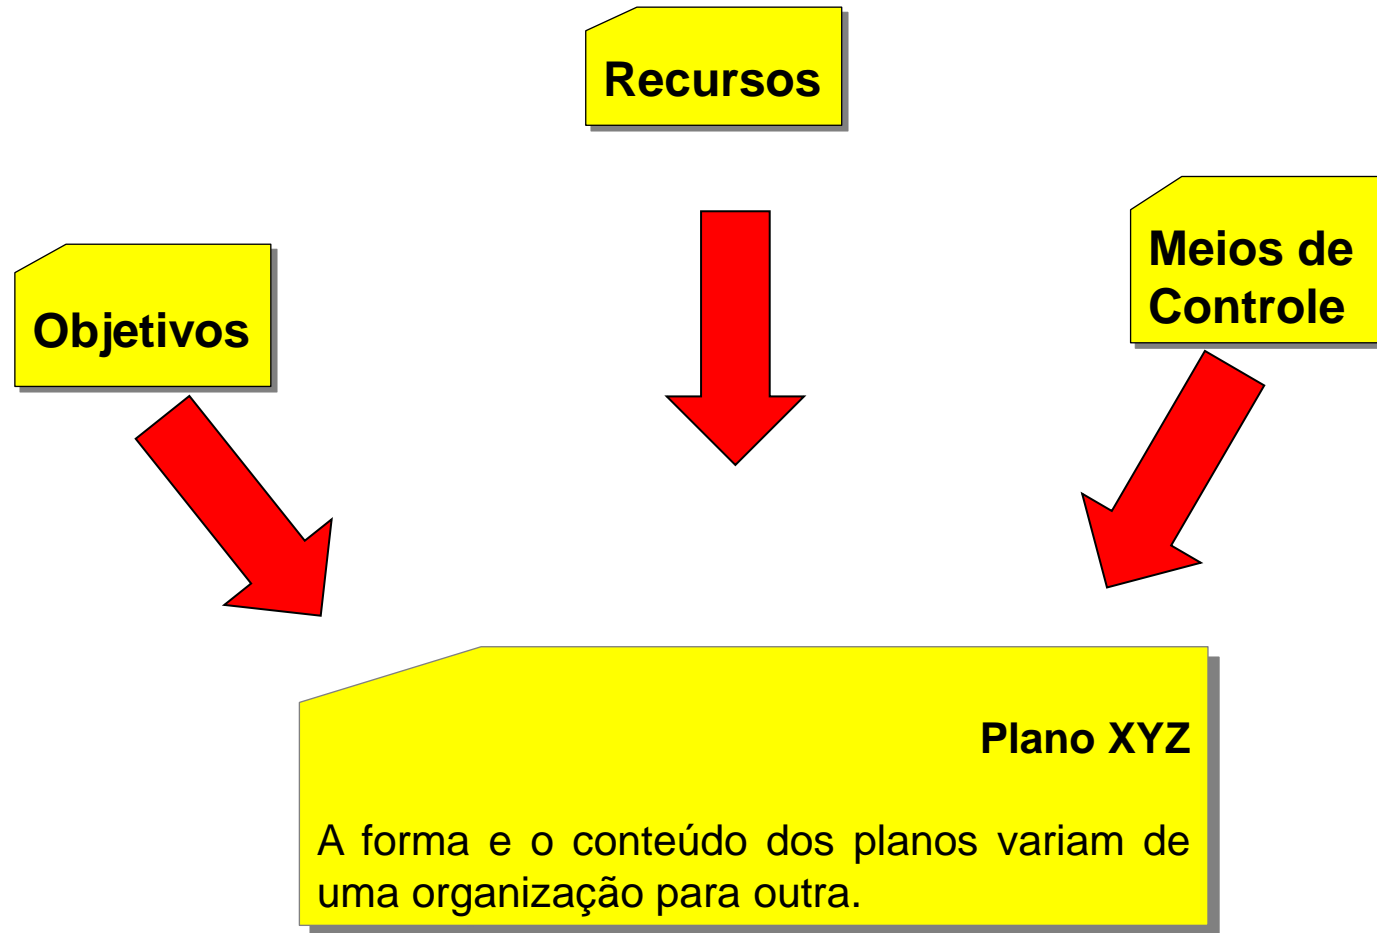 Recursos
Objetivos
Meios de
Controle
Plano XYZ
A forma e o conteúdo dos planos variam de
uma organização para outra.